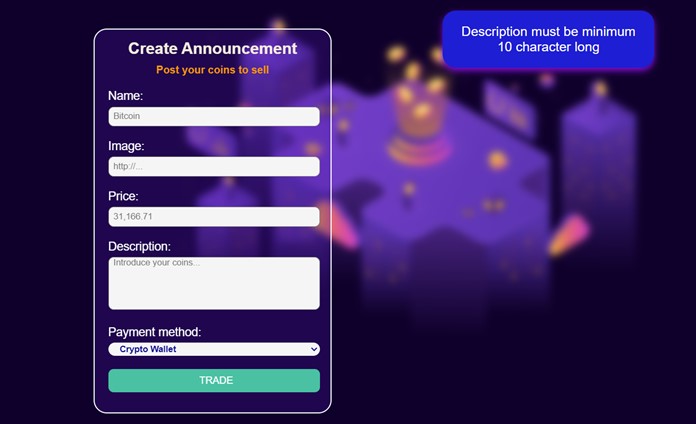 Description must be minimum
10 character long
Create Announcement
Post your coins to sell
Name:
Bitcoin
Image:
http://...
Price:
31,166.71
Description:
Introduce your coins...
Payment method:
Crypto Wallet
TRADE